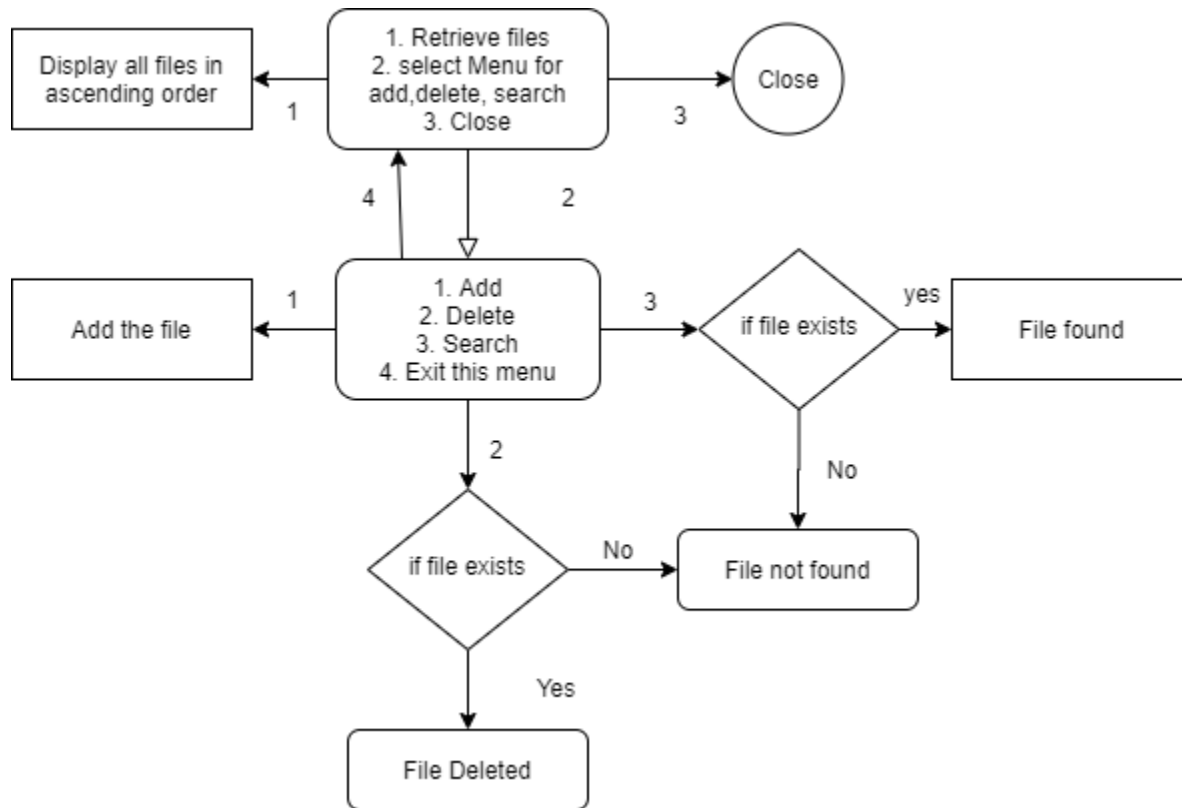 Display all files in
ascending order
1. Retrieve files
2. select Menu for
add,delete, search
3. Close
Close
1
3
4
2
Add the file
1
1. Add
2. Delete
3. Search
4. Exit this menu
3
if file exists
yes
File found
2
No
if file exists
No
File not found
Yes
File Deleted